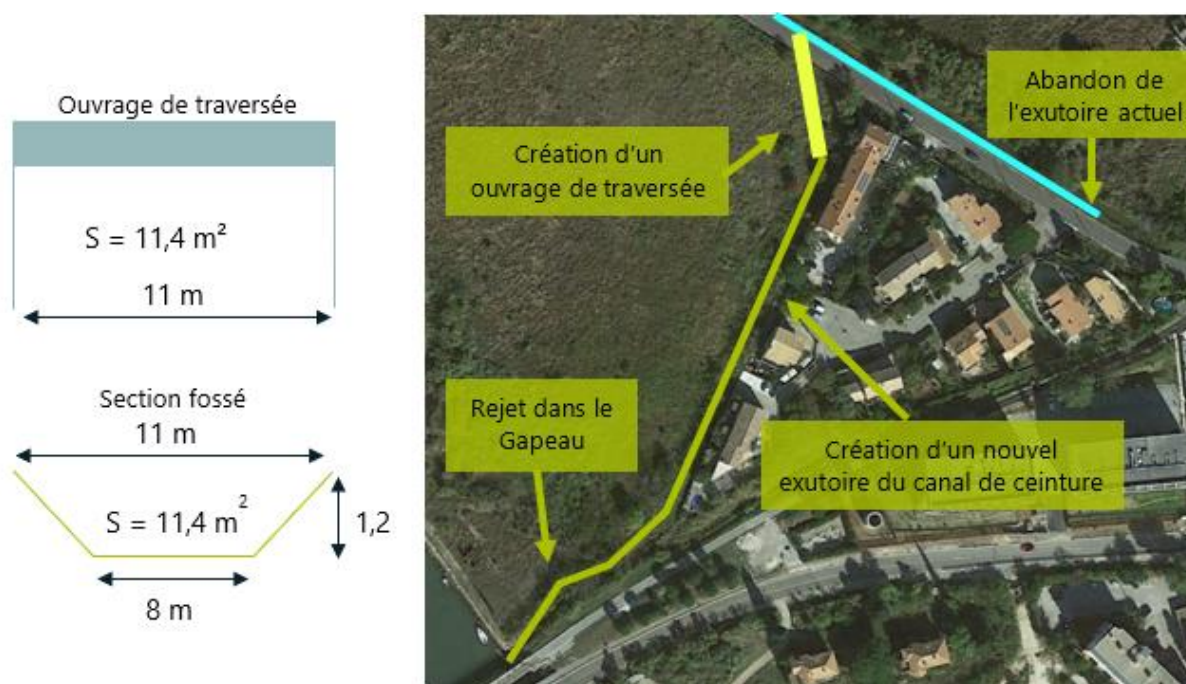 Ouvrage de traversée
S = 11,4 m²
11 m
Section fossé
11 m
S = 11,4 m²
1,2
8 m
Abandon de
l'exutoire actuel
Création d'un
ouvrage de traversée
Rejet dans le
Gapeau
Création d'un nouvel
exutoire du canal de ceinture